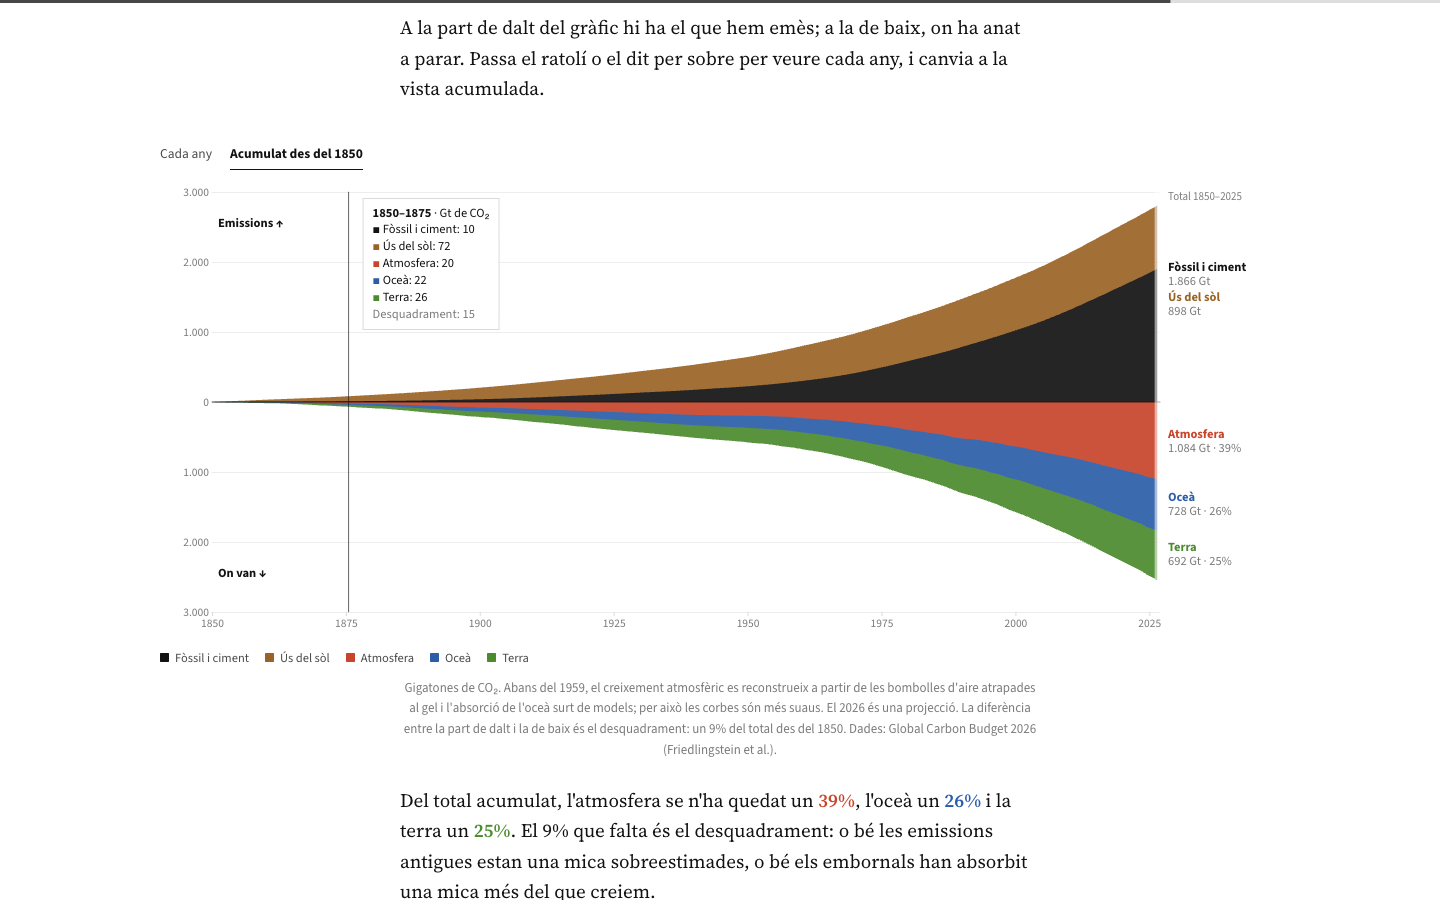 A la part de dalt del gràfic hi ha el que hem emès; a la de baix, on ha anat
a parar. Passa el ratolí o el dit per sobre per veure cada any, i canvia a la
vista acumulada.
Cada any
Acumulat des del 1850
3.000
2.000
1.000
0
1.000
2.000
3.000
Emissions ↑
On van ↓
1850–1875 · Gt de CO₂
Fòssil i ciment: 10
Ús del sòl: 72
Atmosfera: 20
Oceà: 22
Terra: 26
Desquadrament: 15
Total 1850–2025
Fòssil i ciment
1.866 Gt
Ús del sòl
898 Gt
Atmosfera
1.084 Gt · 39%
Oceà
728 Gt · 26%
Terra
692 Gt · 25%
1850
1875
1900
1925
1950
1975
2000
2025
Fòssil i ciment
Ús del sòl
Atmosfera
Oceà
Terra
Gigatones de CO₂. Abans del 1959, el creixement atmosfèric es reconstrueix a partir de les bombolles d'aire atrapades
al gel i l'absorció de l'oceà surt de models; per això les corbes són més suaus. El 2026 és una projecció. La diferència
entre la part de dalt i la de baix és el desquadrament: un 9% del total des del 1850. Dades: Global Carbon Budget 2026
(Friedlingstein et al.).
Del total acumulat, l'atmosfera se n'ha quedat un 39%, l'oceà un 26% i la
terra un 25%. El 9% que falta és el desquadrament: o bé les emissions
antigues estan una mica sobreestimades, o bé els embornals han absorbit
una mica més del que creiem.